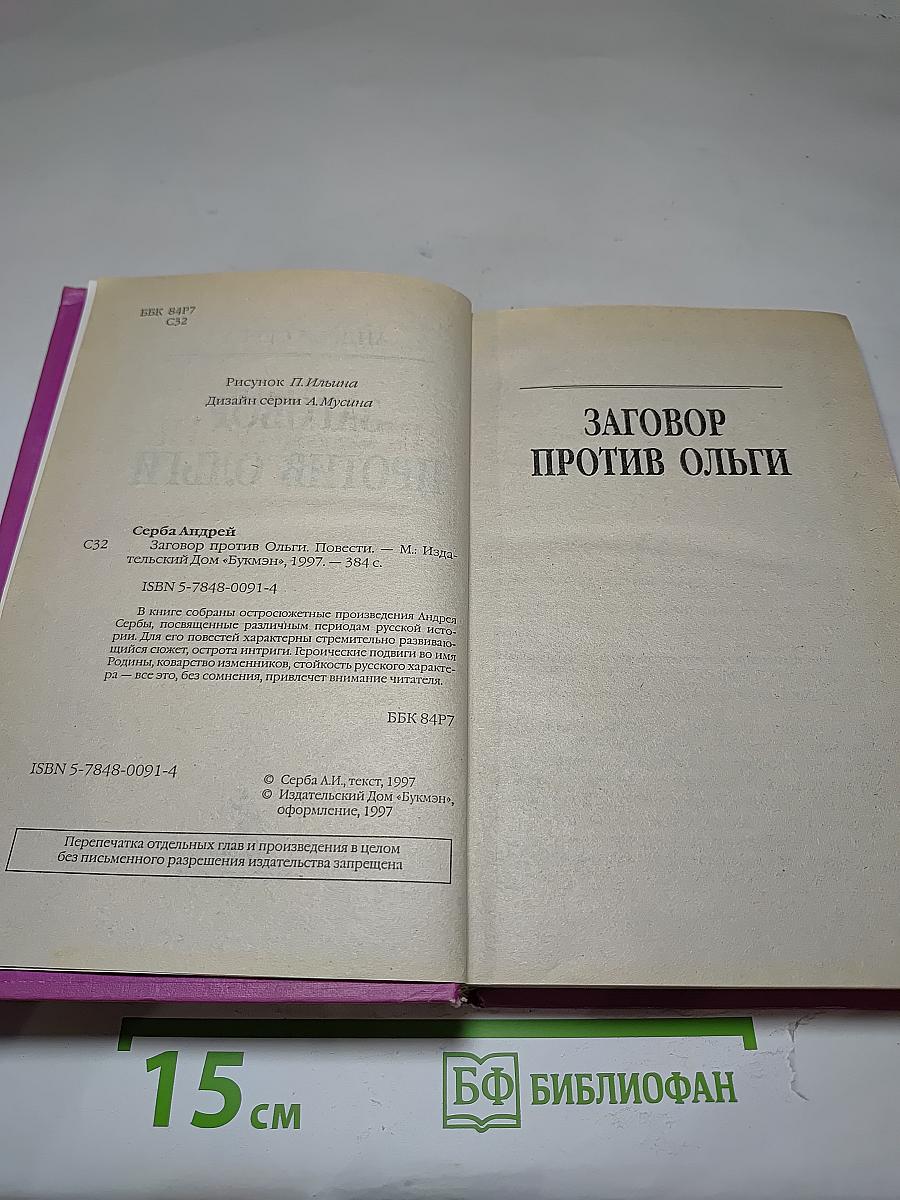 ББК 84Р7
С32
Рисунок П.Ильина
Дизайн серии А.Мусина
Серба Андрей
С32 Заговор против Ольги. Повести. — М.: Изда-
тельский Дом «Букмэн», 1997. — 384 с.
ISBN 5-7848-0091-4
В книге собраны остросюжетные произведения Андрея
Сербы, посвященные различным периодам русской исто-
рии. Для его повестей характерны стремительно развиваю-
щийся сюжет, острота интриги. Героические подвиги во имя
Родины, коварство изменников, стойкость русского характе-
ра — все это, без сомнения, привлечет внимание читателя.
ББК 84Р7
ISBN 5-7848-0091-4
© Серба А.И., текст, 1997
© Издательский Дом «Букмэн»,
оформление, 1997
Перепечатка отдельных глав и произведения в целом
без письменного разрешения издательства запрещена
ЗАГОВОР
ПРОТИВ ОЛЬГИ
15 см
БФ БИБЛИОФАН